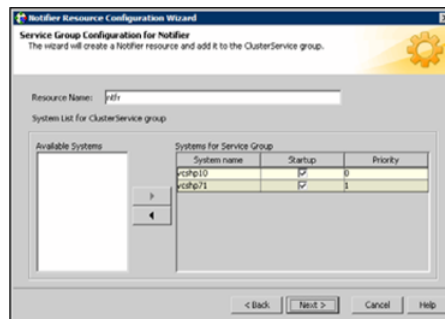 Notifier Resource Configuration Wizard
Service Group Configuration for Notifier
The wizard will create a Notifier resource and add it to the ClusterService group.
Resource Name: ntfr
System List for ClusterService group
Available Systems
Systems for Service Group
System name Startup Priority
vcshp10 0
vcshp71 1
< Back Next > Cancel Help